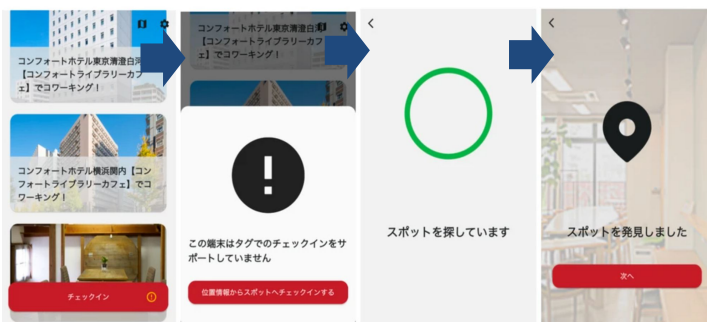 コンフォートホテル東京清澄白河
【コンフォートライブラリーカフ
ェ】でコワーキング！
コンフォートホテル横浜関内【コン
フォートライブラリーカフェ】でコ
ワーキング！
チェックイン
コンフォートホテル東京清澄白河
【コンフォートライブラリーカフ
ェ】でコワーキング！
この端末はタグでのチェックインをサ
ポートしていません
位置情報からスポットへチェックインする
スポットを探しています
スポットを発見しました
次へ